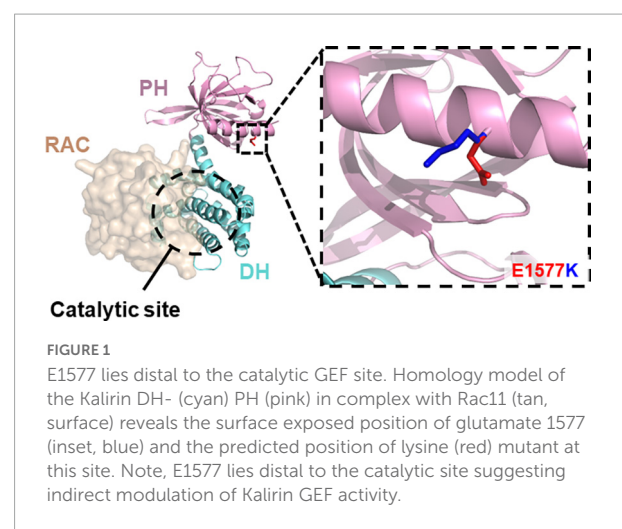 PH
RAC
DH
Catalytic site
E1577K
FIGURE 1
E1577 lies distal to the catalytic GEF site. Homology model of
the Kalirin DH- (cyan) PH (pink) in complex with Rac11 (tan,
surface) reveals the surface exposed position of glutamate 1577
(inset, blue) and the predicted position of lysine (red) mutant at
this site. Note, E1577 lies distal to the catalytic site suggesting
indirect modulation of Kalirin GEF activity.